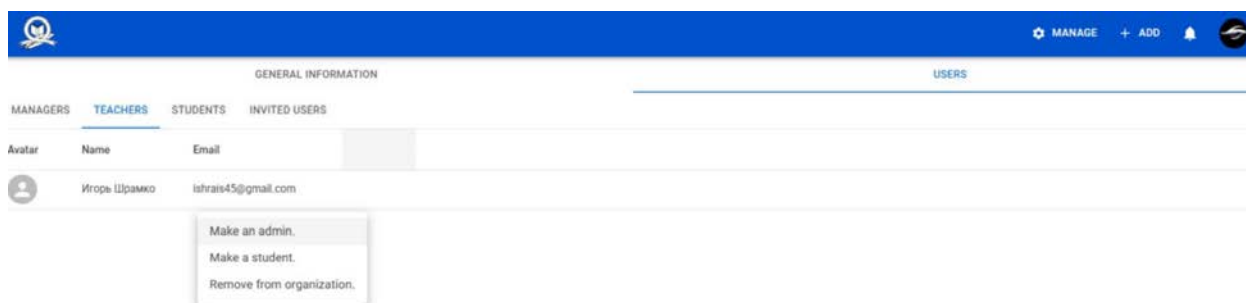 MANAGE + ADD
GENERAL INFORMATION USERS
MANAGERS TEACHERS STUDENTS INVITED USERS
Avatar Name Email
Игорь Шрамко ishrais45@gmail.com
Make an admin.
Make a student.
Remove from organization.